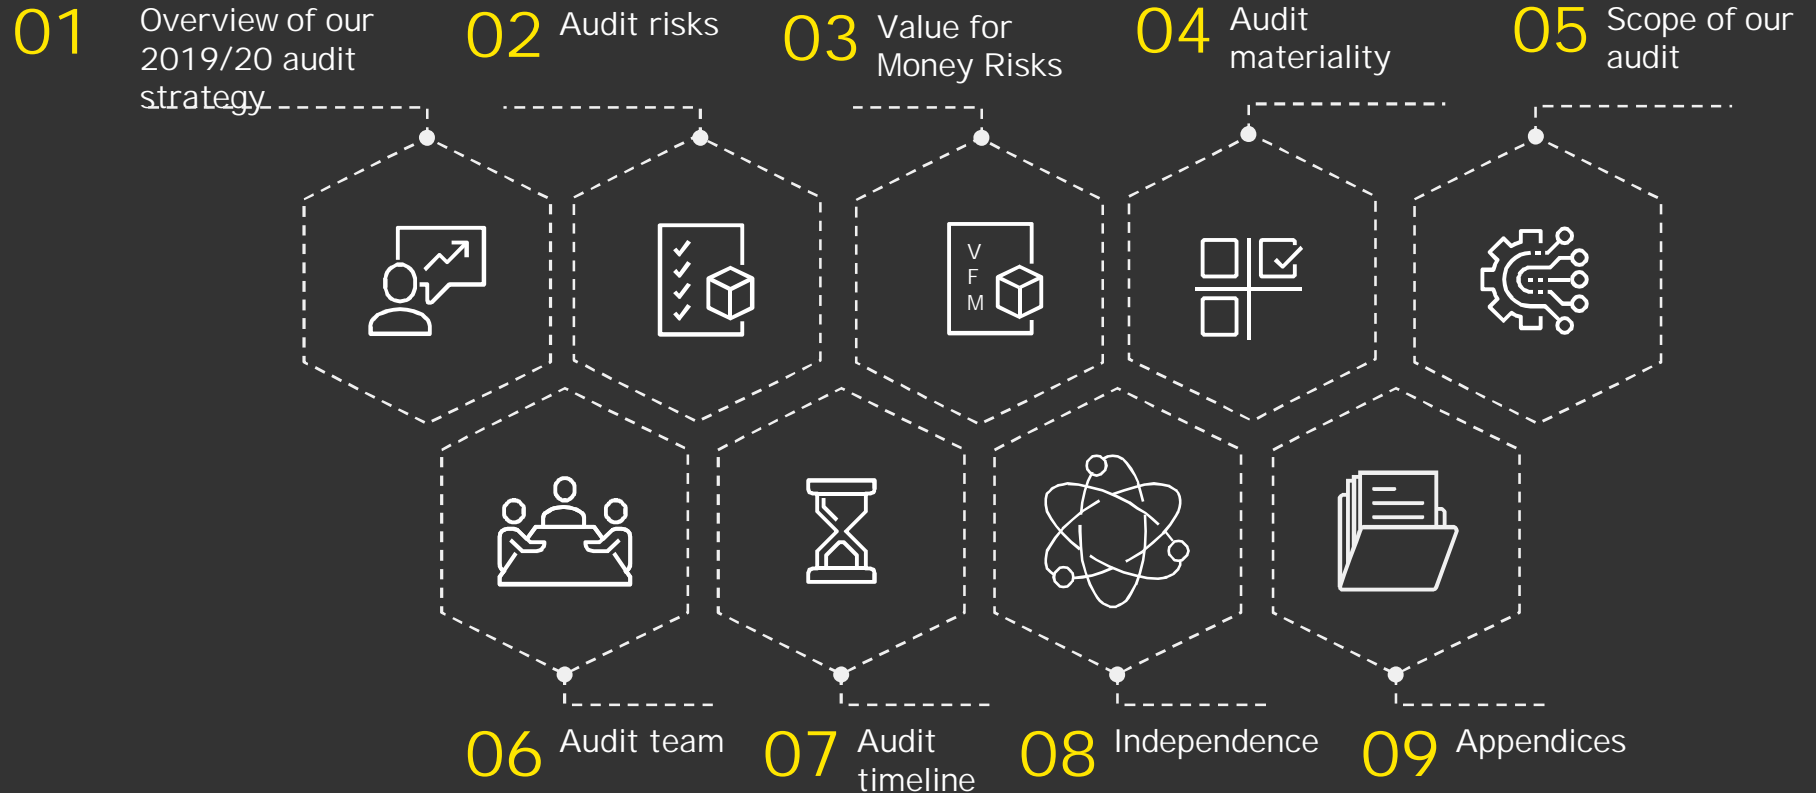 01 Overview of our
2019/20 audit
strategy
02 Audit risks
03 Value for
Money Risks
04 Audit
materiality
05 Scope of our
audit
V
F
M
06 Audit team
07 Audit
timeline
08 Independence
09 Appendices